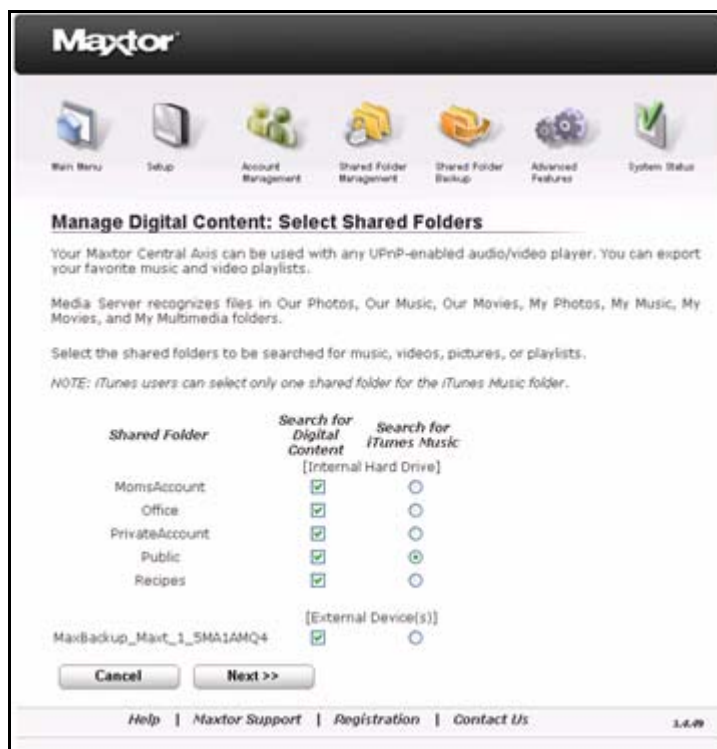 Maxtor
Main Menu
Setup
Account Management
Shared Folder Management
Shared Folder Backup
Advanced Features
System Status
Manage Digital Content: Select Shared Folders
Your Maxtor Central Axis can be used with any UPnP-enabled audio/video player. You can export
your favorite music and video playlists.
Media Server recognizes files in Our Photos, Our Music, Our Movies, My Photos, My Music, My
Movies, and My Multimedia folders.
Select the shared folders to be searched for music, videos, pictures, or playlists.
NOTE: iTunes users can select only one shared folder for the iTunes Music folder.
Shared Folder
Search for Digital Content
Search for iTunes Music
[Internal Hard Drive]
MomsAccount
Office
PrivateAccount
Public
Recipes
[External Device(s)]
MaxBackup_Maxt_1_5MA1AMQ4
Cancel Next >>
Help | Maxtor Support | Registration | Contact Us